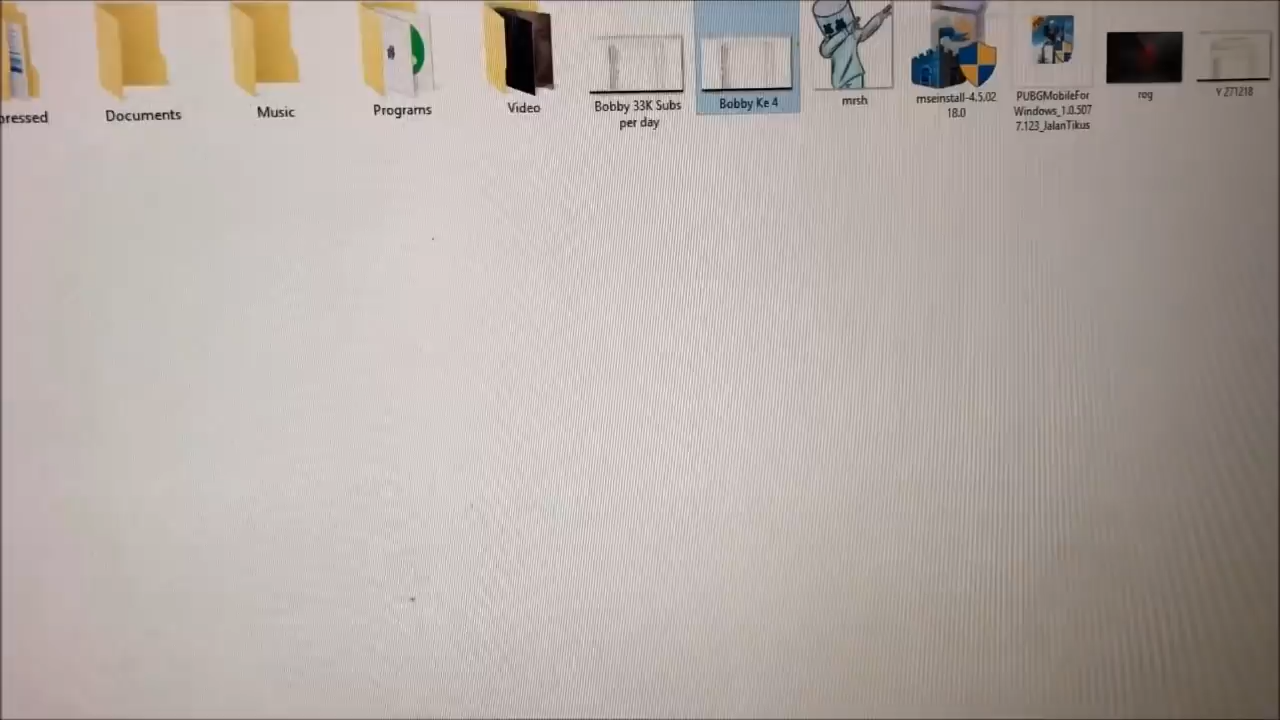 pressed
Documents
Music
Programs
Video
Bobby 33K Subs
per day
Bobby Ke 4
mrsh
mseinstall-4.5.02
18.0
PUBGMobileFor
Windows_1.0.507
7.123_JalanTikus
rog
Y 271218